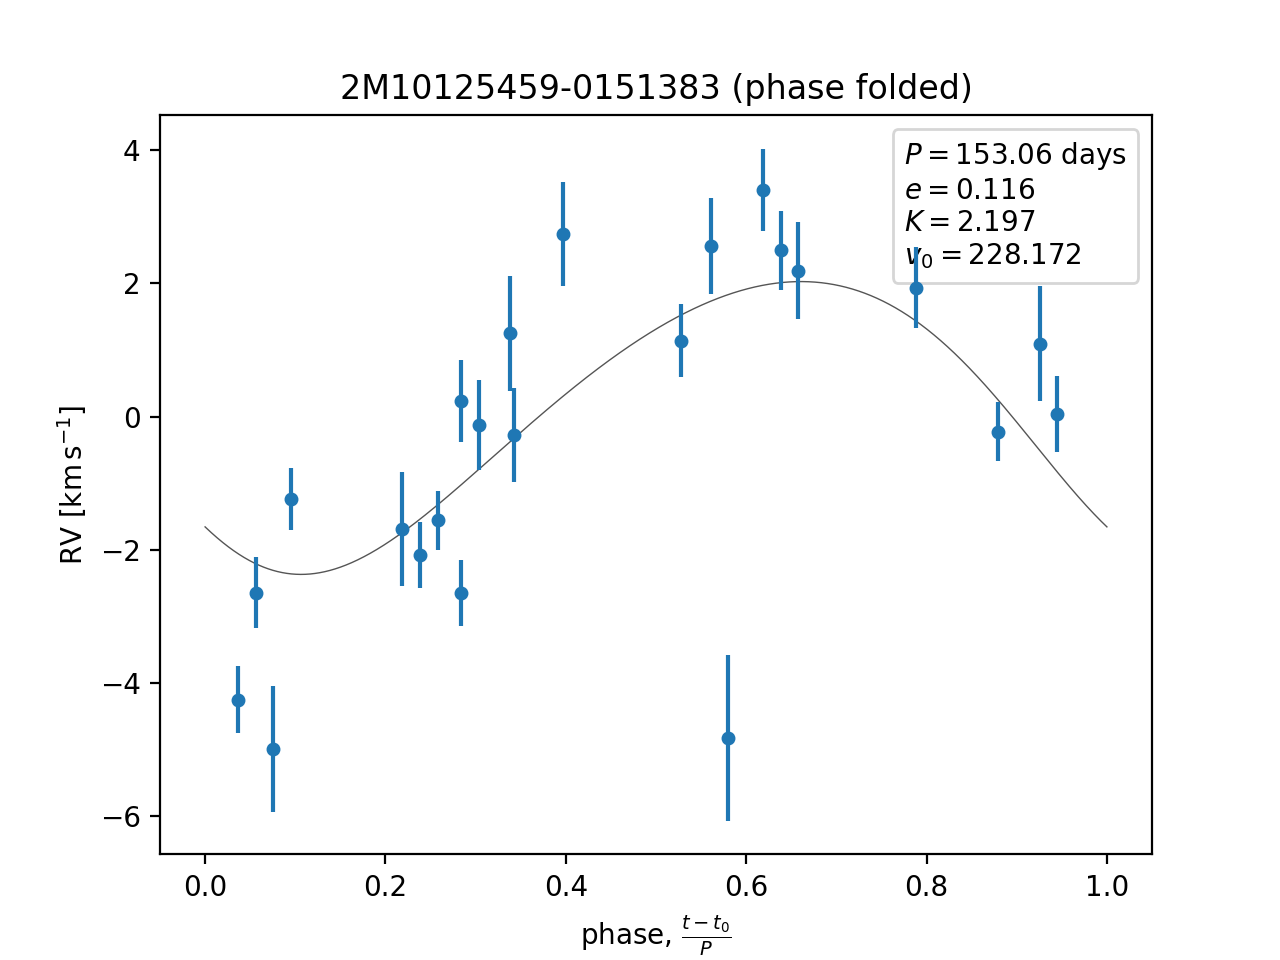 2M10125459-0151383 (phase folded)
P = 153.06 days
e = 0.116
K = 2.197
v₀ = 228.172
RV [km s⁻¹]
4
2
0
−2
−4
−6
0.0 0.2 0.4 0.6 0.8 1.0
phase, (t − t₀)/P